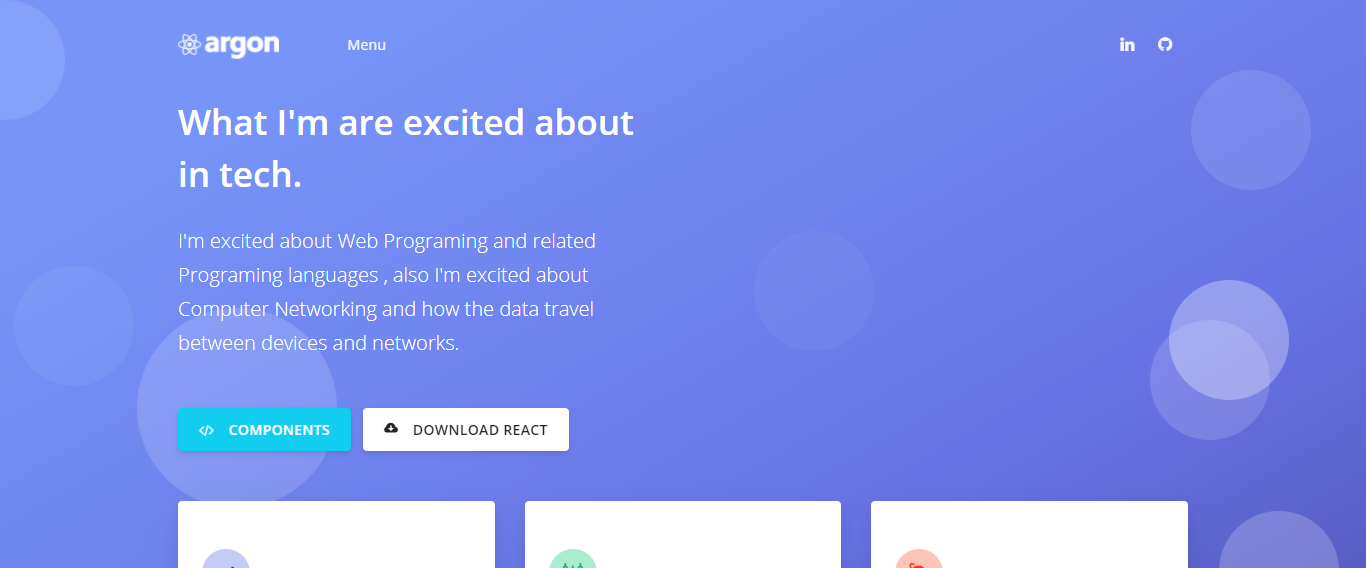 argon
Menu
What I'm are excited about
in tech.
I'm excited about Web Programing and related
Programing languages , also I'm excited about
Computer Networking and how the data travel
between devices and networks.
COMPONENTS
DOWNLOAD REACT